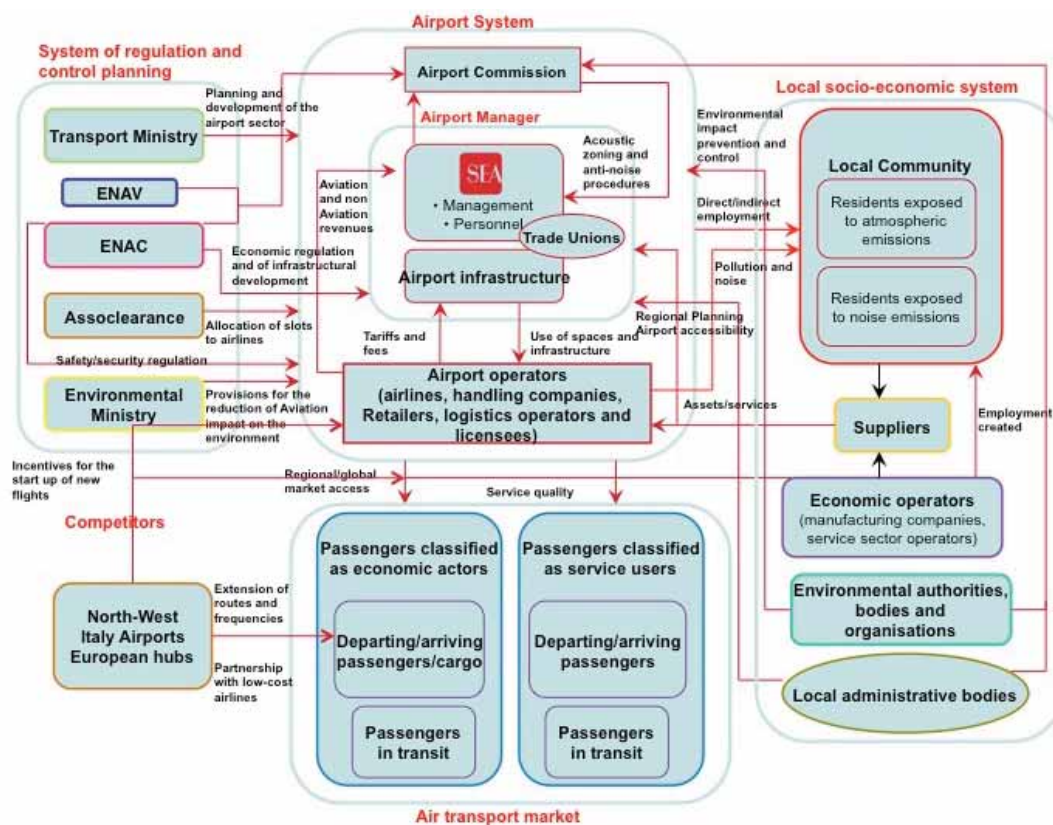 Airport System
System of regulation and
control planning
Airport Commission
Local socio-economic system
Planning and
development of the
airport sector
Transport Ministry
Airport Manager
Environmental
impact
prevention and
control
Acoustic
zoning and
anti-noise
procedures
Local Community
SEA
ENAV
Aviation
and non
Aviation
revenues
• Management
• Personnel
Residents
exposed
to atmospheric
emissions
Direct/indirect
employment
Trade Unions
ENAC
Economic regulation
and of infrastructural
development
Airport infrastructure
Pollution and
noise
Residents exposed
to noise emissions
Assoclearance
Allocation of slots
to airlines
Regional Planning
Airport accessibility
Tariffs and
fees
Use of spaces and
infrastructure
Safety/security regulation
Airport operators
(airlines, handling companies,
Retailers, logistics operators and
licensees)
Environmental
Ministry
Provisions for the
reduction of Aviation
impact on the
environment
Assets/services
Suppliers
Employment
created
Incentives for the
start up of new
flights
Regional/global
market access
Service quality
Economic operators
(manufacturing companies,
service sector operators)
Competitors
Passengers classified
as economic actors
Passengers classified
as service users
Environmental authorities,
bodies and
organisations
North-West
Italy Airports
European hubs
Extension of
routes and
frequencies
Departing/arriving
passengers/cargo
Departing/arriving
passengers
Partnership
with low-cost
airlines
Local administrative bodies
Passengers
in transit
Passengers
in transit
Air transport market